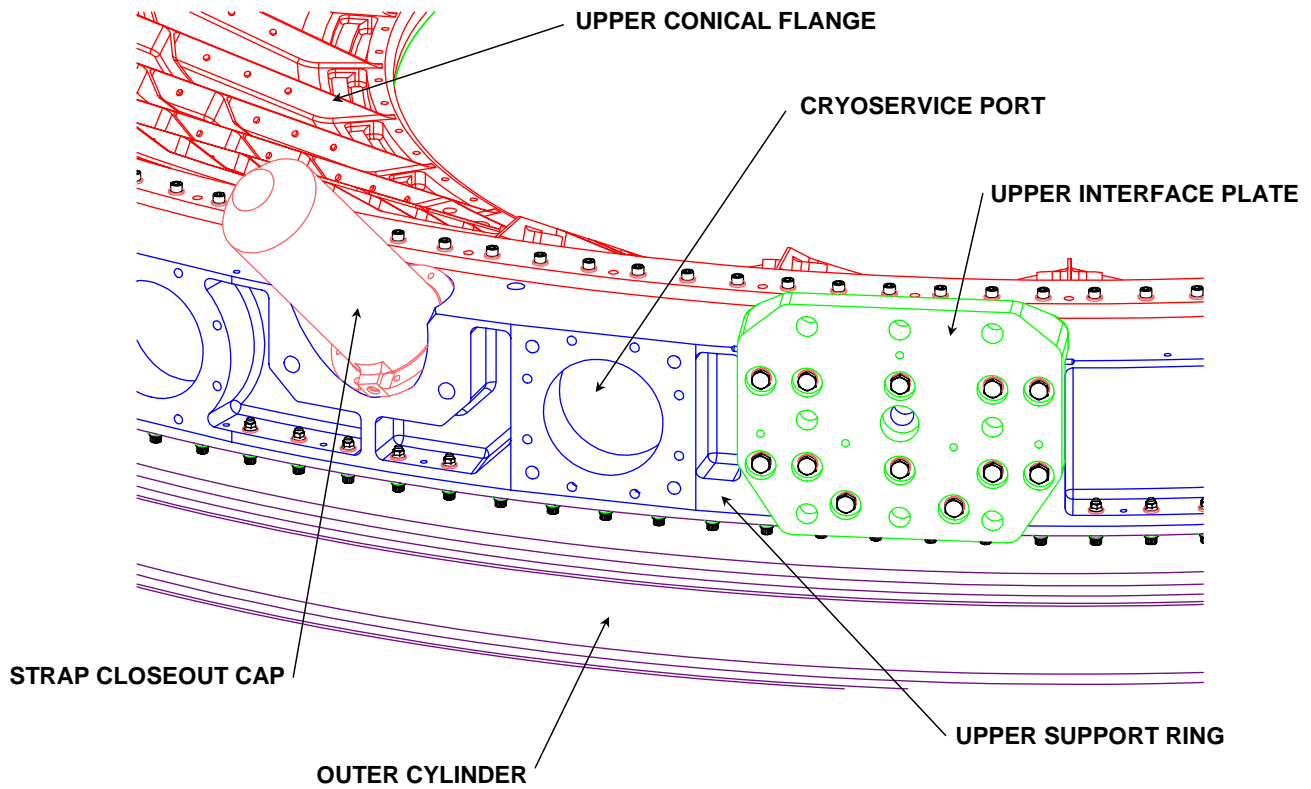 UPPER CONICAL FLANGE
CRYOSERVICE PORT
UPPER INTERFACE PLATE
STRAP CLOSEOUT CAP
UPPER SUPPORT RING
OUTER CYLINDER